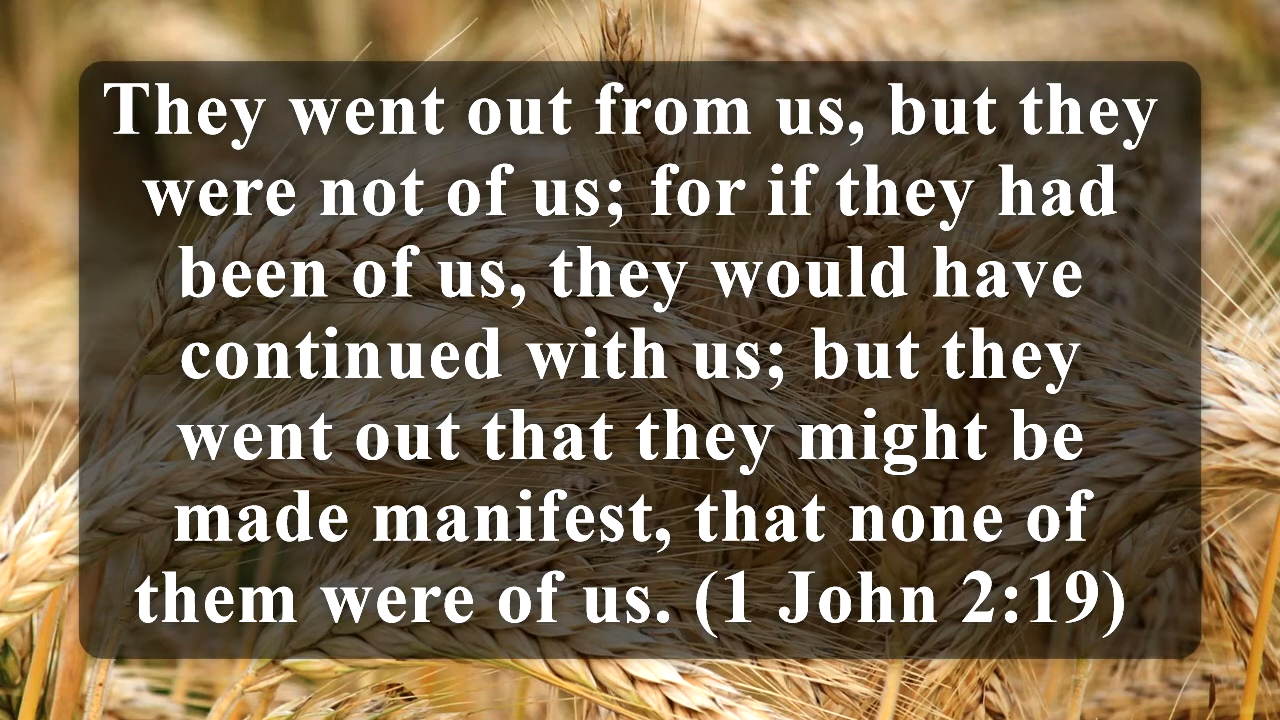 They went out from us, but they
were not of us; for if they had
been of us, they would have
continued with us; but they
went out that they might be
made manifest, that none of
them were of us. (1 John 2:19)